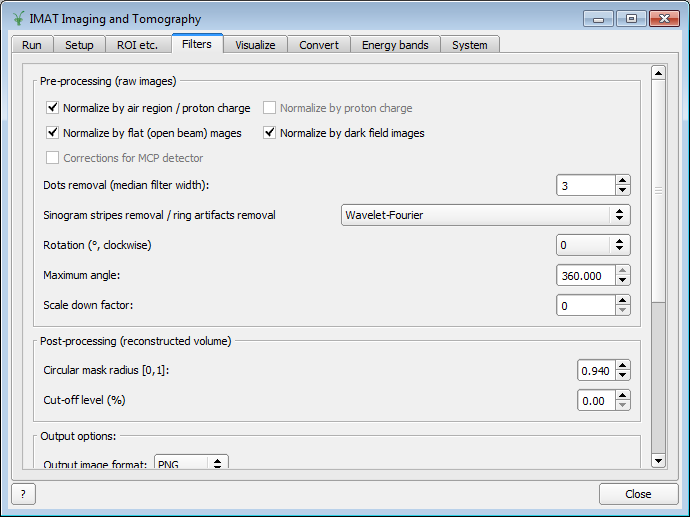 IMAT Imaging and Tomography
Run Setup ROI etc. Filters Visualize Convert Energy bands System
Pre-processing (raw images)
Normalize by air region / proton charge Normalize by proton charge
Normalize by flat (open beam) mages Normalize by dark field images
Corrections for MCP detector
Dots removal (median filter width): 3
Sinogram stripes removal / ring artifacts removal Wavelet-Fourier
Rotation (°, clockwise) 0
Maximum angle: 360.000
Scale down factor: 0
Post-processing (reconstructed volume)
Circular mask radius [0,1]: 0.940
Cut-off level (%) 0.00
Output options:
Output image format: PNG
? Close